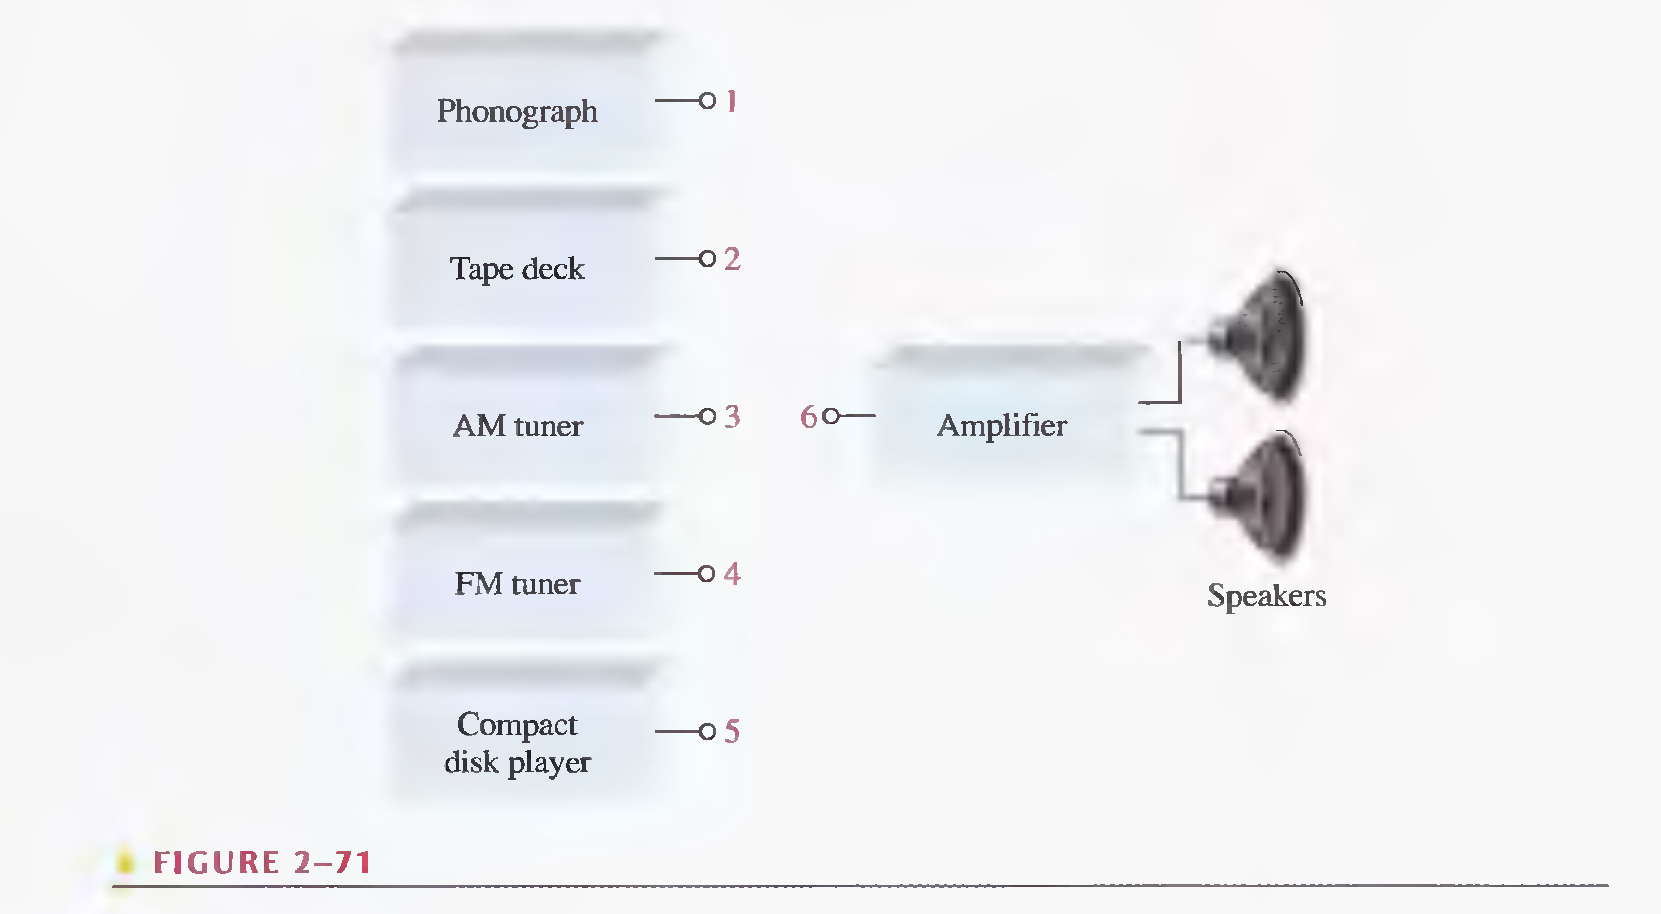 Phonograph
1
Tape deck
2
AM tuner
3
6
Amplifier
FM tuner
4
Speakers
Compact
disk player
5
FIGURE 2–71